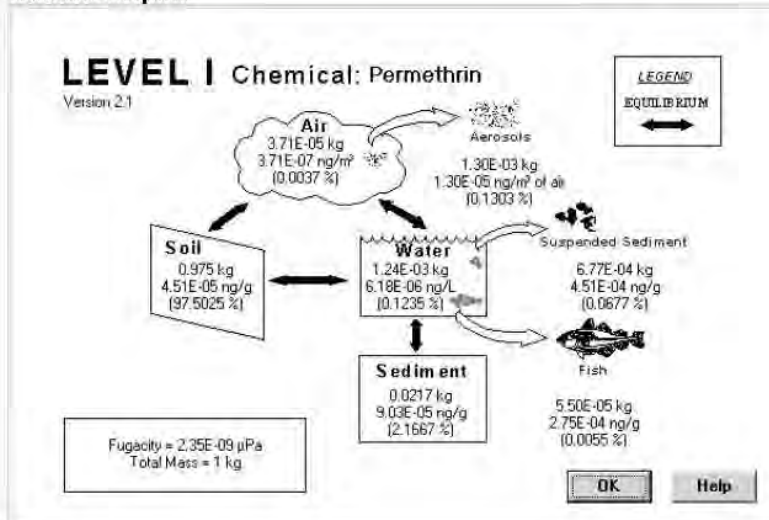 LEVEL I Chemical: Permethrin
Version 2.1
LEGEND
EQUILIBRIUM
Air
3.71E-05 kg
3.71E-07 ng/m³
(0.0037 %)
Aerosols
1.30E-03 kg
1.30E-05 ng/m³ of air
(0.1303 %)
Soil
0.975 kg
4.51E-05 ng/g
(97.5025 %)
Water
1.24E-03 kg
6.18E-06 ng/L
(0.1235 %)
Suspended Sediment
6.77E-04 kg
4.51E-04 ng/g
(0.0677 %)
Sediment
0.0217 kg
9.03E-05 ng/g
(2.1667 %)
Fish
5.50E-05 kg
2.75E-04 ng/g
(0.0055 %)
Fugacity = 2.35E-09 µPa
Total Mass = 1 kg
OK
Help